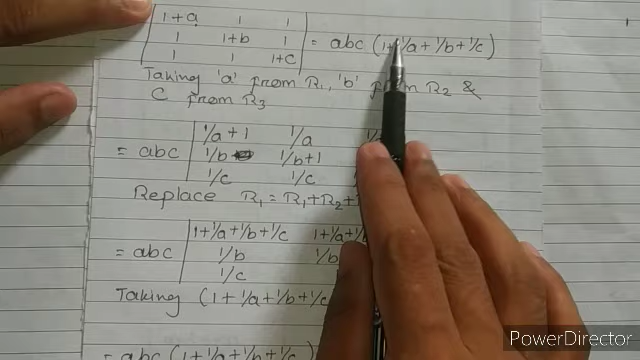 | 1+a 1 1 |
| 1 1+b 1 | = abc (1+1/a+1/b+1/c)
| 1 1 1+c |
Taking 'a' from R1, 'b' from R2 &
C from R3
1/a+1 1/a
= abc 1/b 1/b+1
1/c 1/c
Replace R1 = R1+R2+
1+1/a+1/b+1/c 1+1/a+1/b
= abc 1/b 1/b
1/c 1/c
Taking (1+1/a+1/b+1/c
= abc (1+1/a+1/b+1/c)
1
PowerDirector